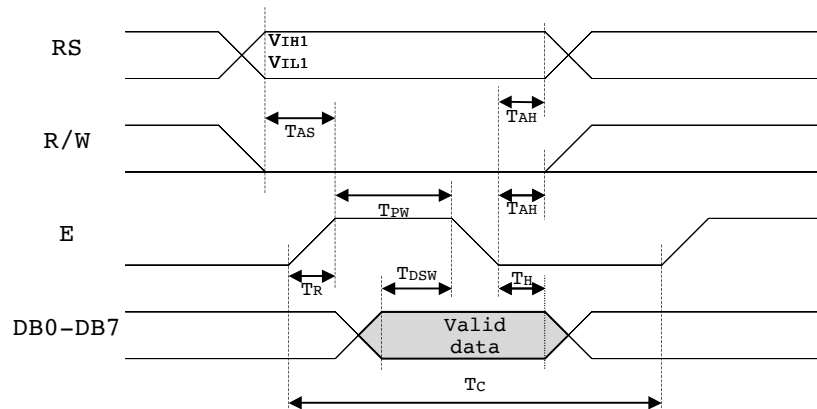 RS
VIH1
VIL1
TAS
TAH
R/W
TPW
TAH
E
TR
TDSW
TH
DB0-DB7
Valid
data
TC